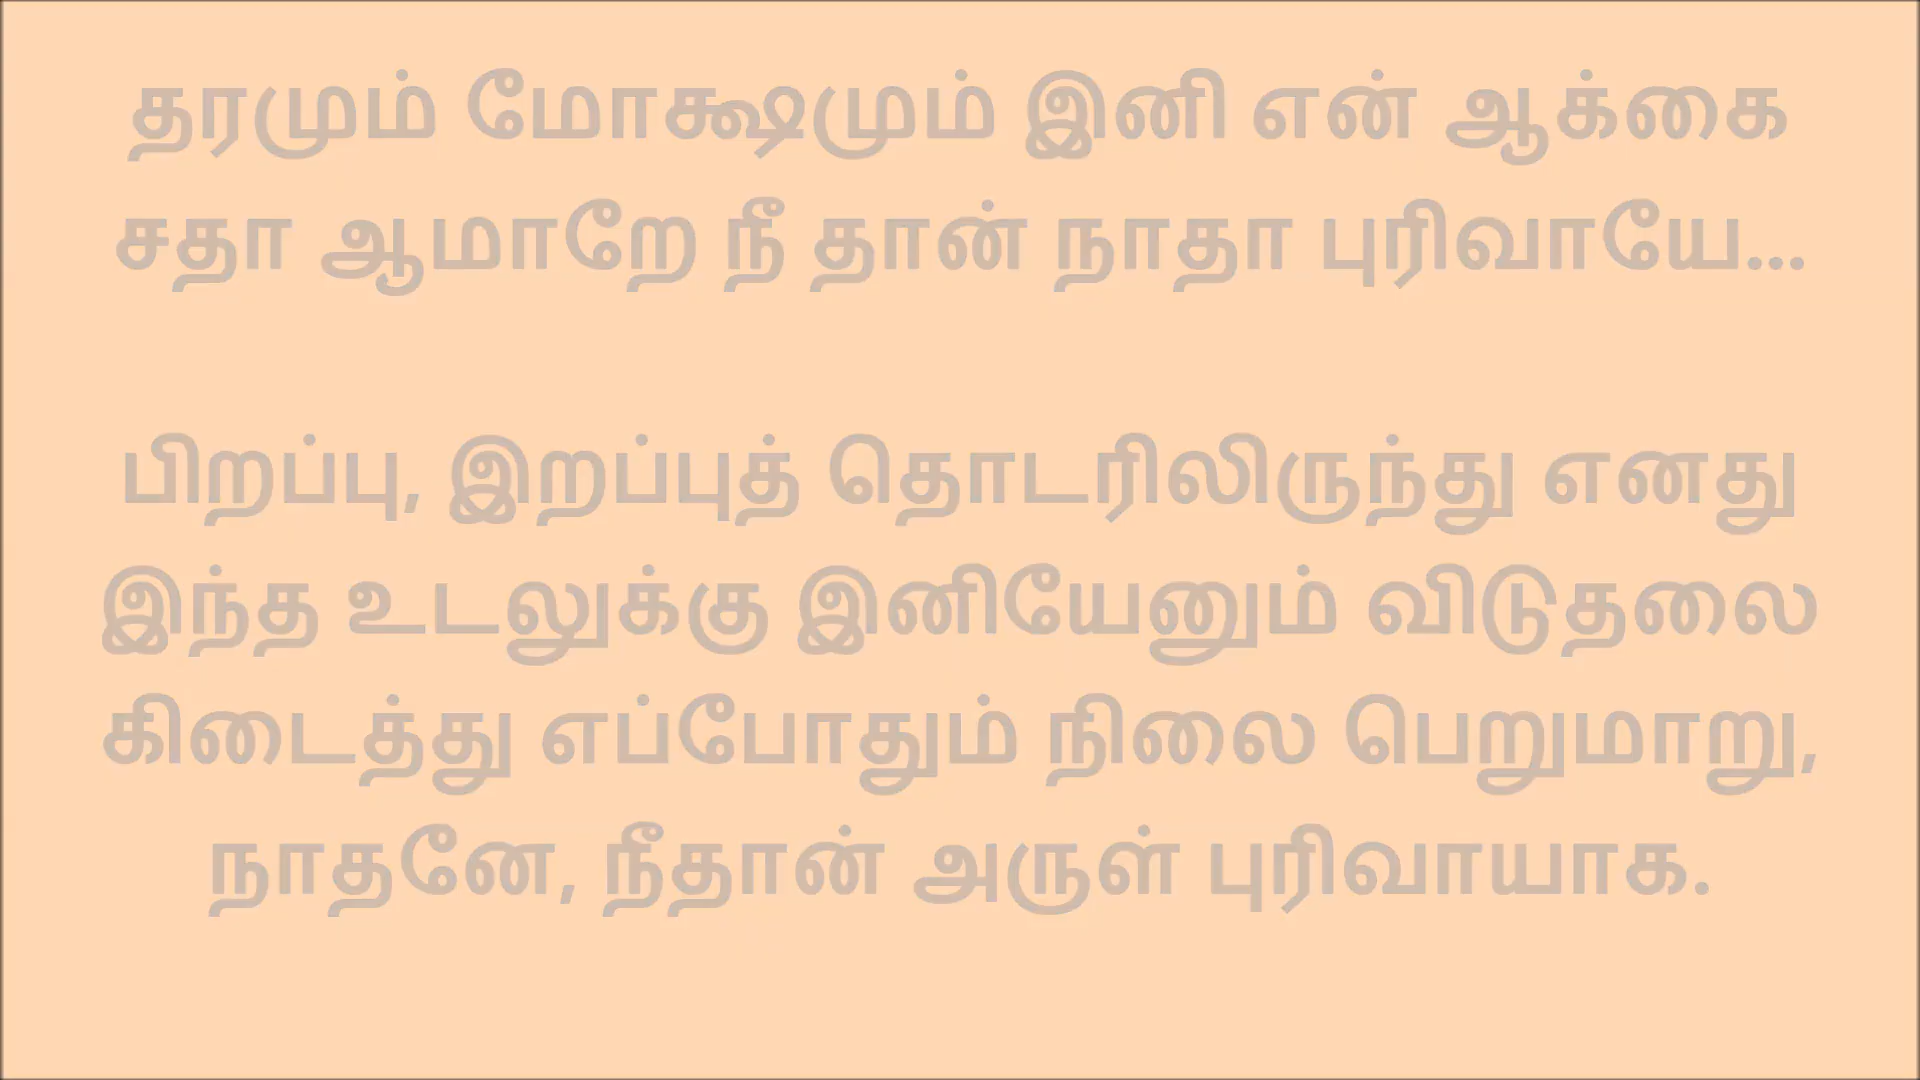 தரமும் மோக்ஷமும் இனி என் ஆக்கை
சதா ஆமாறே நீ தான் நாதா புரிவாயே...
பிறப்பு, இறப்புத் தொடரிலிருந்து எனது
இந்த உடலுக்கு இனியேனும் விடுதலை
கிடைத்து எப்போதும் நிலை பெறுமாறு,
நாதனே, நீதான் அருள் புரிவாயாக.